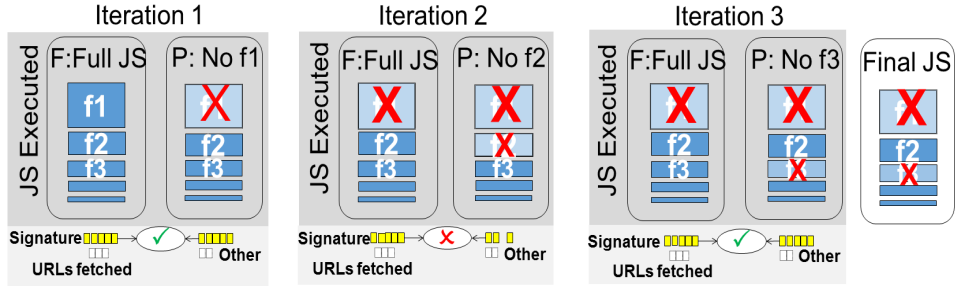 Iteration 1
JS Executed
F:Full JS
P: No f1
f1
f2
f3
f2
f3
Signature
URLs fetched
Other
Iteration 2
JS Executed
F:Full JS
P: No f2
f2
f3
f3
Signature
URLs fetched
Other
Iteration 3
JS Executed
F:Full JS
P: No f3
f2
f3
f2
Signature
URLs fetched
Other
Final JS
f2